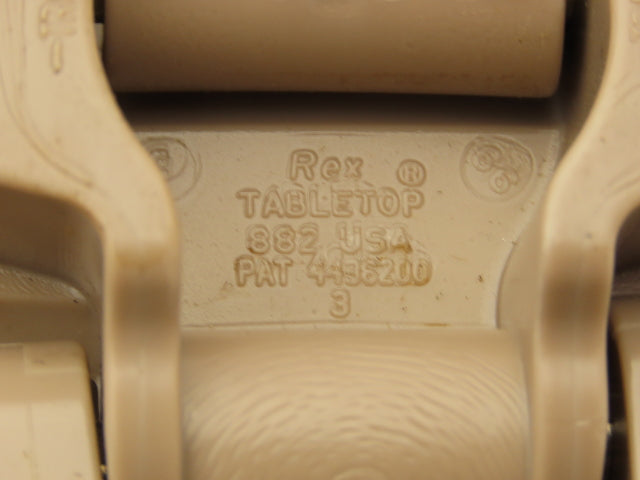 Rex ®
TABLETOP
882 USA
PAT 4436200
3